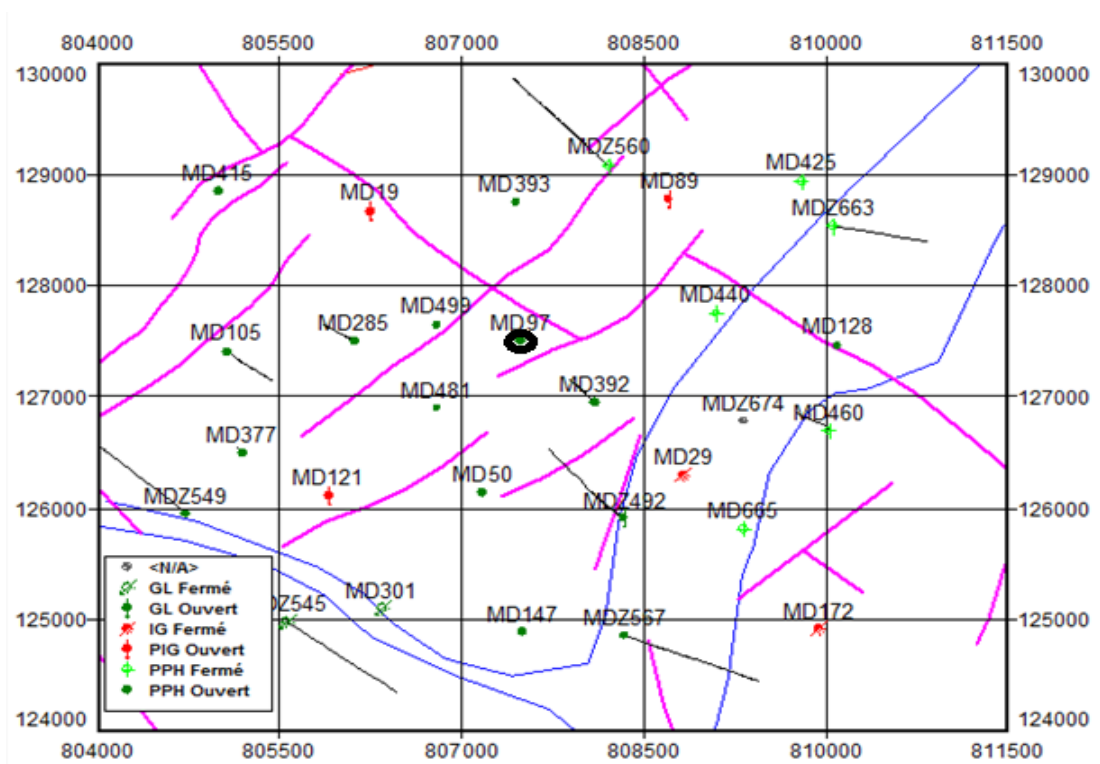 804000 805500 807000 808500 810000 811500
130000 130000
MDZ560
MD425
129000 129000
MD415 MD19 MD393 MD89
MDZ663
128000 128000
MD440
MD499
MD285 MD97
MD105 MD128
MD392
127000 127000
MD481 MDZ674
MD460
MD377
MD121 MD50 MD29
MDZ549
MDZ492 MD665
126000 126000
<N/A>
GL Fermé
GL Ouvert
IG Fermé
PIG Ouvert
PPH Fermé
PPH Ouvert
MD301
DZ545 MD147 MDZ567 MD172
125000 125000
124000 124000
804000 805500 807000 808500 810000 811500